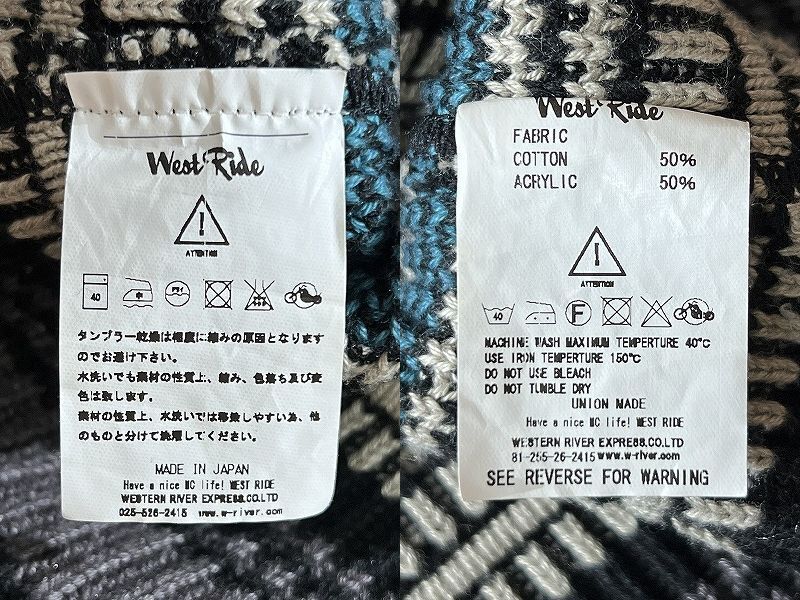 West Ride
ATTENTION
40 中 ドライ
タンブラー乾燥は極度に縮みの原因となります
のでお避け下さい。
水洗いでも素材の性質上、縮み、色落ち及び変
色は致します。
素材の性質上、水洗いでは移染しやすい為、他
のものと分けて洗濯してください。
MADE IN JAPAN
Have a nice MC life! WEST RIDE
WESTERN RIVER EXPRESS.CO.LTD
025-526-2415 www.w-river.com
West Ride
FABRIC
COTTON 50%
ACRYLIC 50%
ATTENTION
40 F
MACHINE WASH MAXIMUM TEMPERTURE 40°C
USE IRON TEMPERTURE 150°C
DO NOT USE BLEACH
DO NOT TUMBLE DRY
UNION MADE
Have a nice MC life! WEST RIDE
WESTERN RIVER EXPRESS.CO.LTD
81-255-26-2415 www.w-river.com
SEE REVERSE FOR WARNING